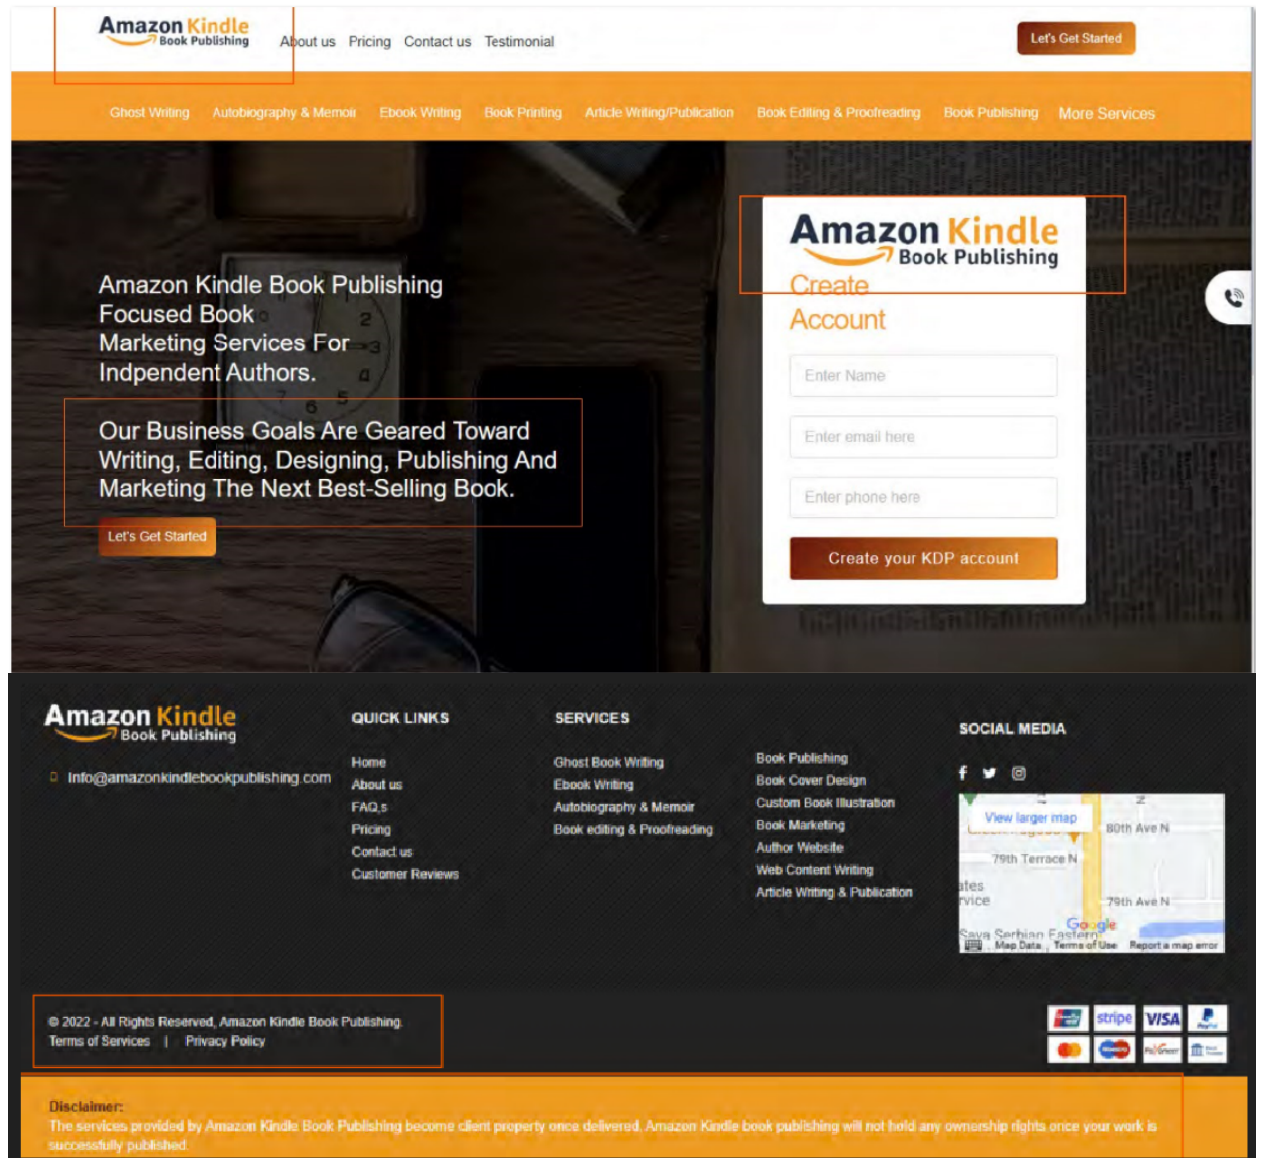 Amazon Kindle
Book Publishing
About us Pricing Contact us Testimonial
Let's Get Started
Ghost Writing Autobiography & Memoir Ebook Writing Book Printing Article Writing/Publication Book Editing & Proofreading Book Publishing More Services
Amazon Kindle Book Publishing
Focused Book
Marketing Services For
Indpendent Authors.
Our Business Goals Are Geared Toward
Writing, Editing, Designing, Publishing And
Marketing The Next Best-Selling Book.
Let's Get Started
Amazon Kindle
Book Publishing
Create
Account
Enter Name
Enter email here
Enter phone here
Create your KDP account
Amazon Kindle
Book Publishing
Info@amazonkindlebookpublishing.com
QUICK LINKS
Home
About us
FAQ,s
Pricing
Contact us
Customer Reviews
SERVICES
Ghost Book Writing
Ebook Writing
Autobiography & Memoir
Book editing & Proofreading
Book Publishing
Book Cover Design
Custom Book Illustration
Book Marketing
Author Website
Web Content Writing
Article Writing & Publication
SOCIAL MEDIA
View larger map
80th Ave N
79th Terrace N
79th Ave N
Google
Sava Serbian Eastern
Map Data Terms of Use Report a map error
© 2022 - All Rights Reserved, Amazon Kindle Book Publishing.
Terms of Services | Privacy Policy
stripe VISA PayPal
Disclaimer:
The services provided by Amazon Kindle Book Publishing become client property once delivered, Amazon Kindle book publishing will not hold any ownership rights once your work is
successfully published.